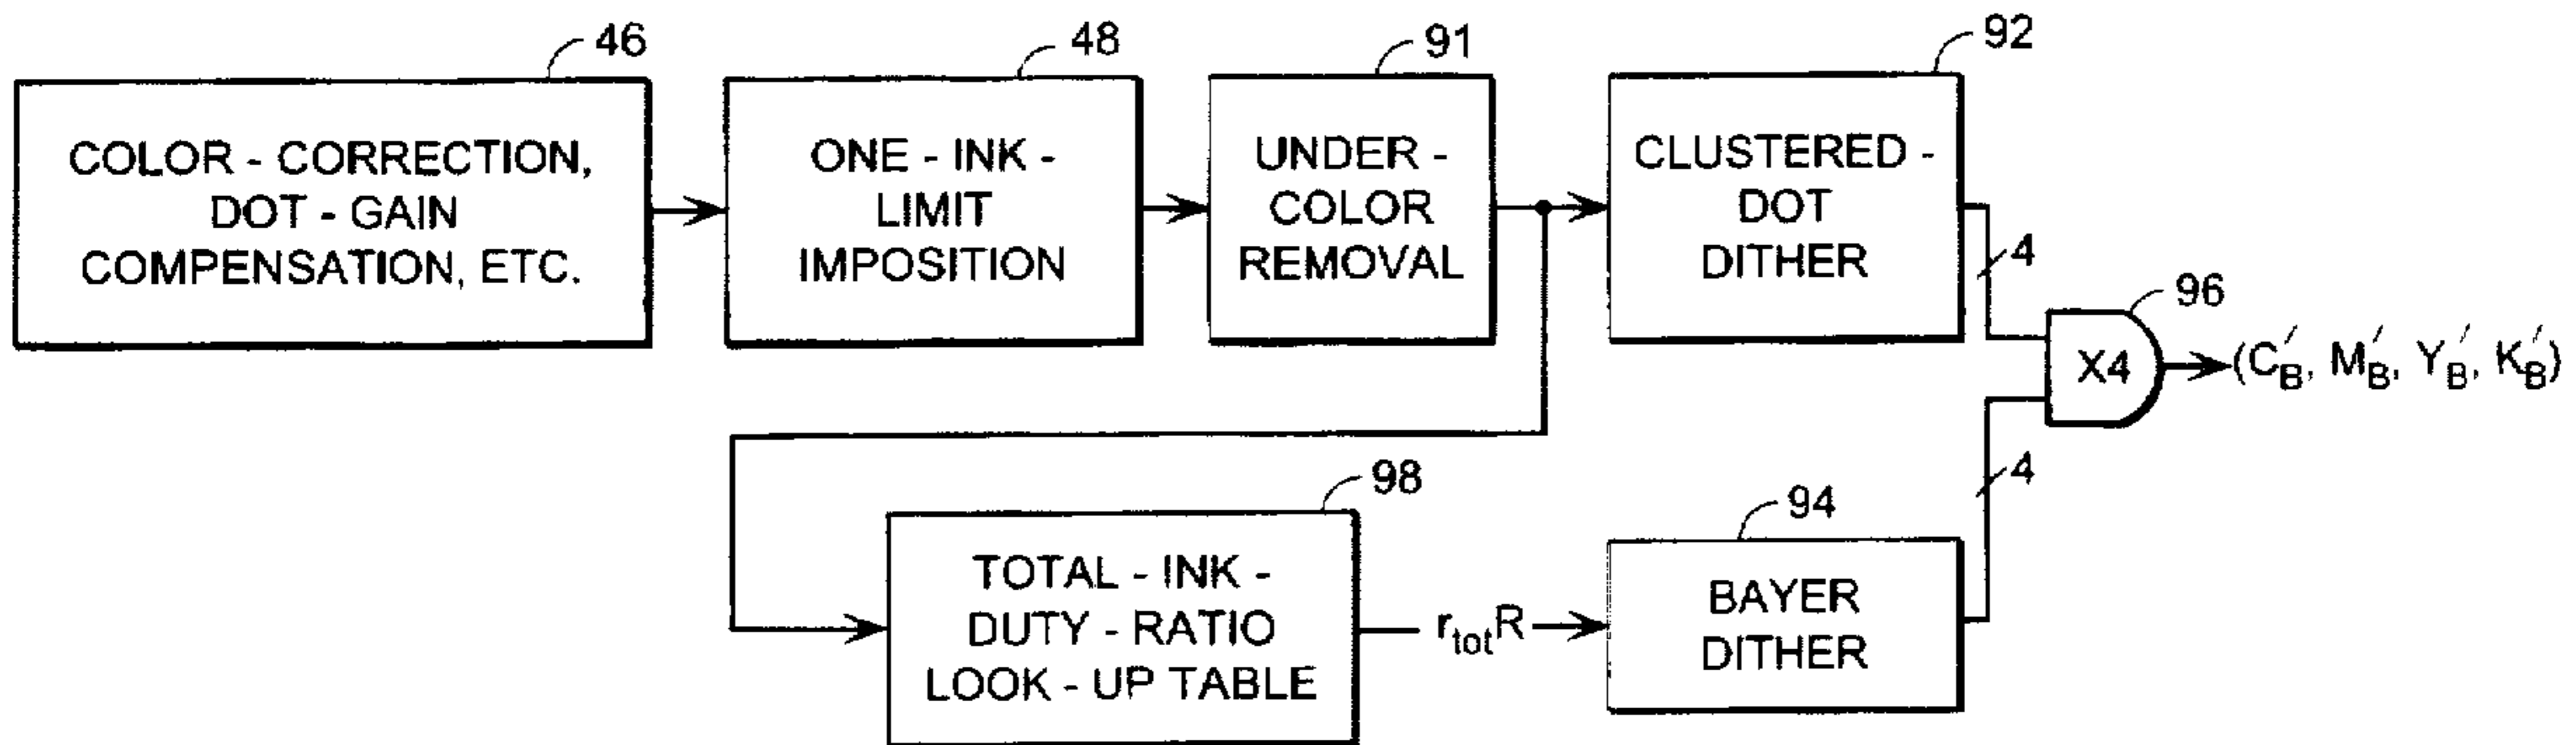 46
COLOR - CORRECTION,
DOT - GAIN
COMPENSATION, ETC.
48
ONE - INK -
LIMIT
IMPOSITION
91
UNDER -
COLOR
REMOVAL
92
CLUSTERED -
DOT
DITHER
4
96
X4
(C'B, M'B, Y'B, K'B)
98
TOTAL - INK -
DUTY - RATIO
LOOK - UP TABLE
rtotR
94
BAYER
DITHER
4